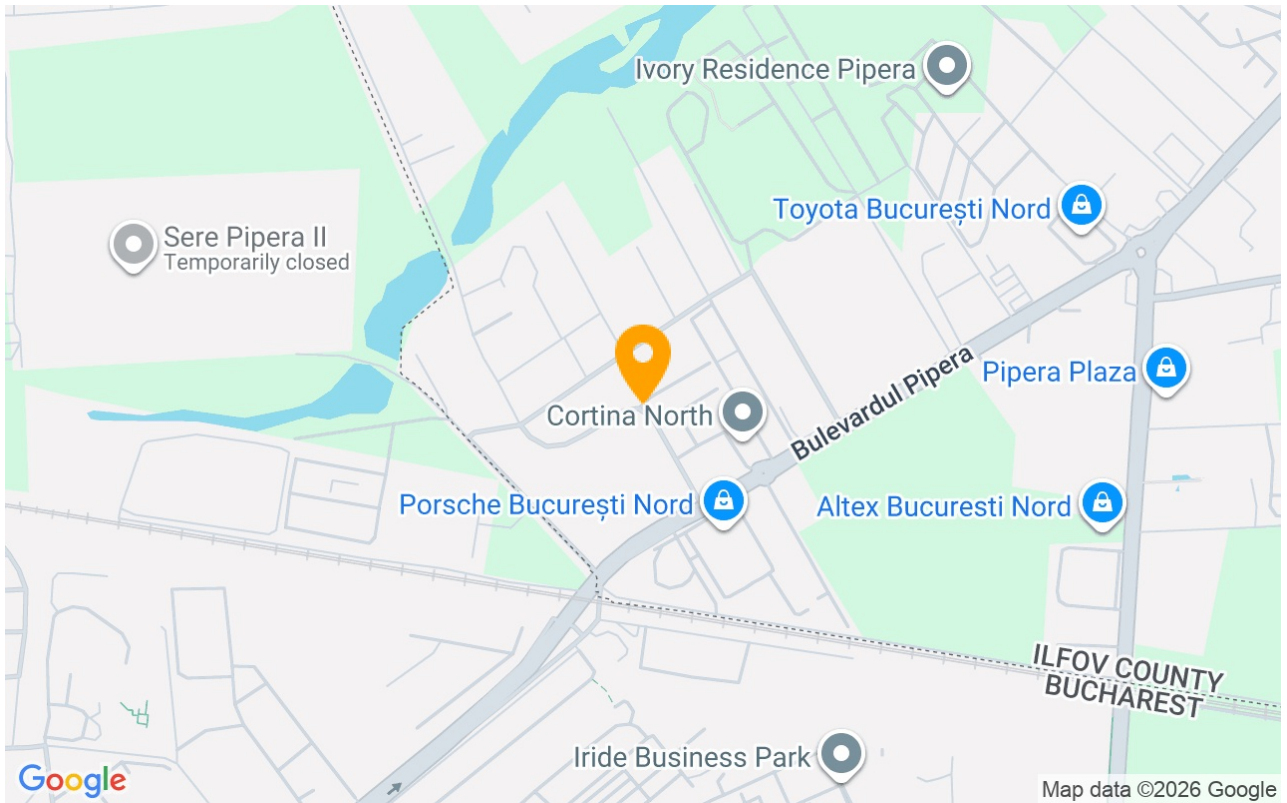 Ivory Residence Pipera
Toyota București Nord
Sere Pipera II
Temporarily closed
Bulevardul Pipera
Pipera Plaza
Cortina North
Porsche București Nord
Altex Bucuresti Nord
ILFOV COUNTY
BUCHAREST
Iride Business Park
Google
Map data ©2026 Google